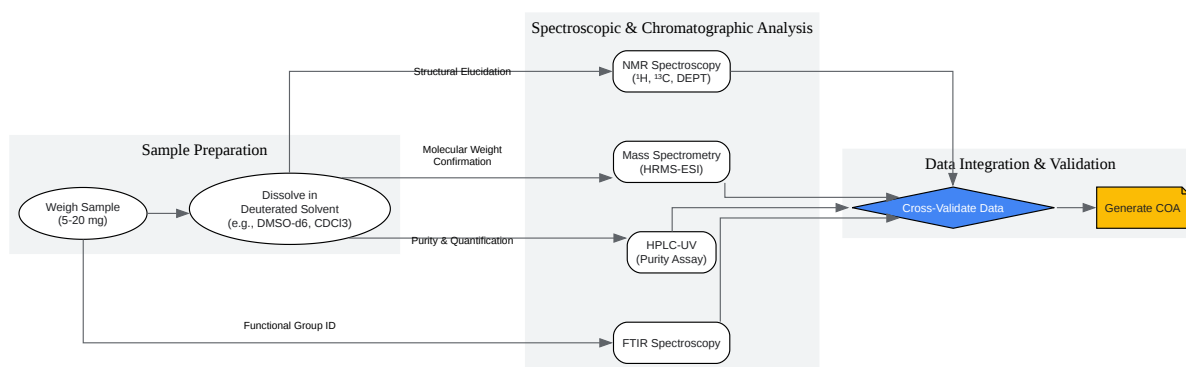 Spectroscopic & Chromatographic Analysis
NMR Spectroscopy
(¹H, ¹³C, DEPT)
Structural Elucidation
Sample Preparation
Molecular Weight
Confirmation
Mass Spectrometry
(HRMS-ESI)
Data Integration & Validation
Weigh Sample
(5-20 mg)
Dissolve in
Deuterated Solvent
(e.g., DMSO-d6, CDCl3)
Cross-Validate Data
Generate COA
Purity & Quantification
HPLC-UV
(Purity Assay)
Functional Group ID
FTIR Spectroscopy